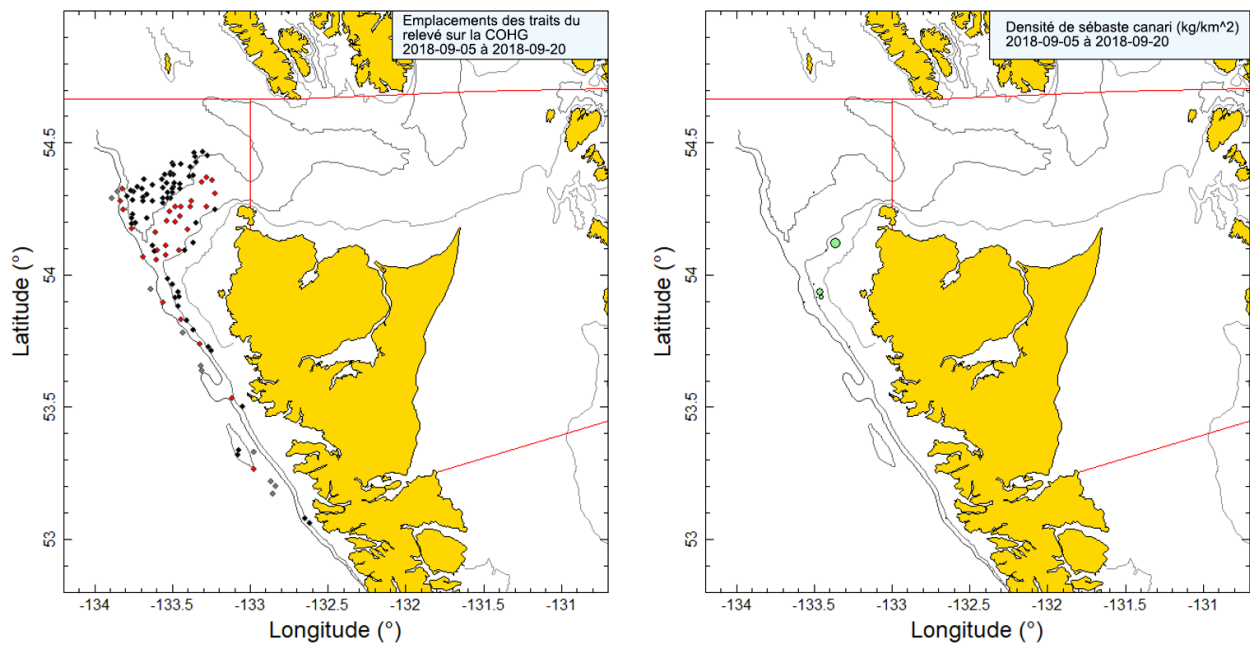 Emplacements des traits du
relevé sur la COHG
2018-09-05 à 2018-09-20
Latitude (°)
54.5
54
53.5
53
-134
-133.5
-133
-132.5
-132
-131.5
-131
Longitude (°)
Densité de sébaste canari (kg/km^2)
2018-09-05 à 2018-09-20
Latitude (°)
54.5
54
53.5
53
-134
-133.5
-133
-132.5
-132
-131.5
-131
Longitude (°)